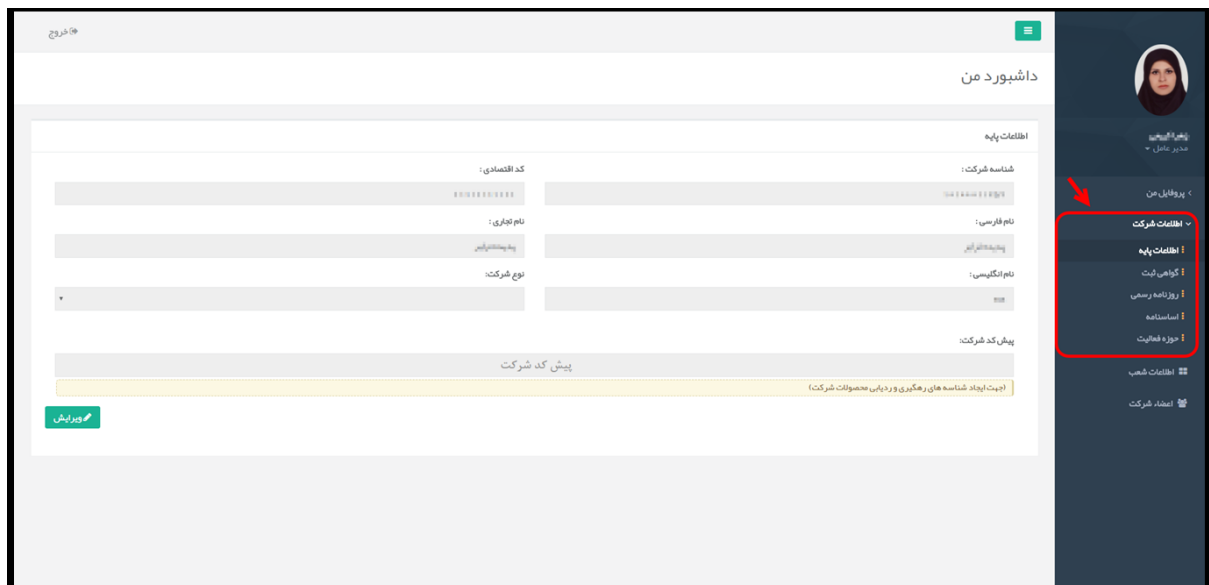 خروج
داشبورد من
مدیر عامل
پروفایل من
اطلاعات شرکت
اطلاعات پایه
گواهی ثبت
روزنامه رسمی
اساسنامه
حوزه فعالیت
اطلاعات شعب
اعضاء شرکت
اطلاعات پایه
شناسه شرکت :
کد اقتصادی :
نام فارسی :
نام تجاری :
نام انگلیسی :
نوع شرکت:
پیش کد شرکت:
پیش کد شرکت
(جهت ایجاد شناسه های رهگیری و ردیابی محصولات شرکت)
ویرایش